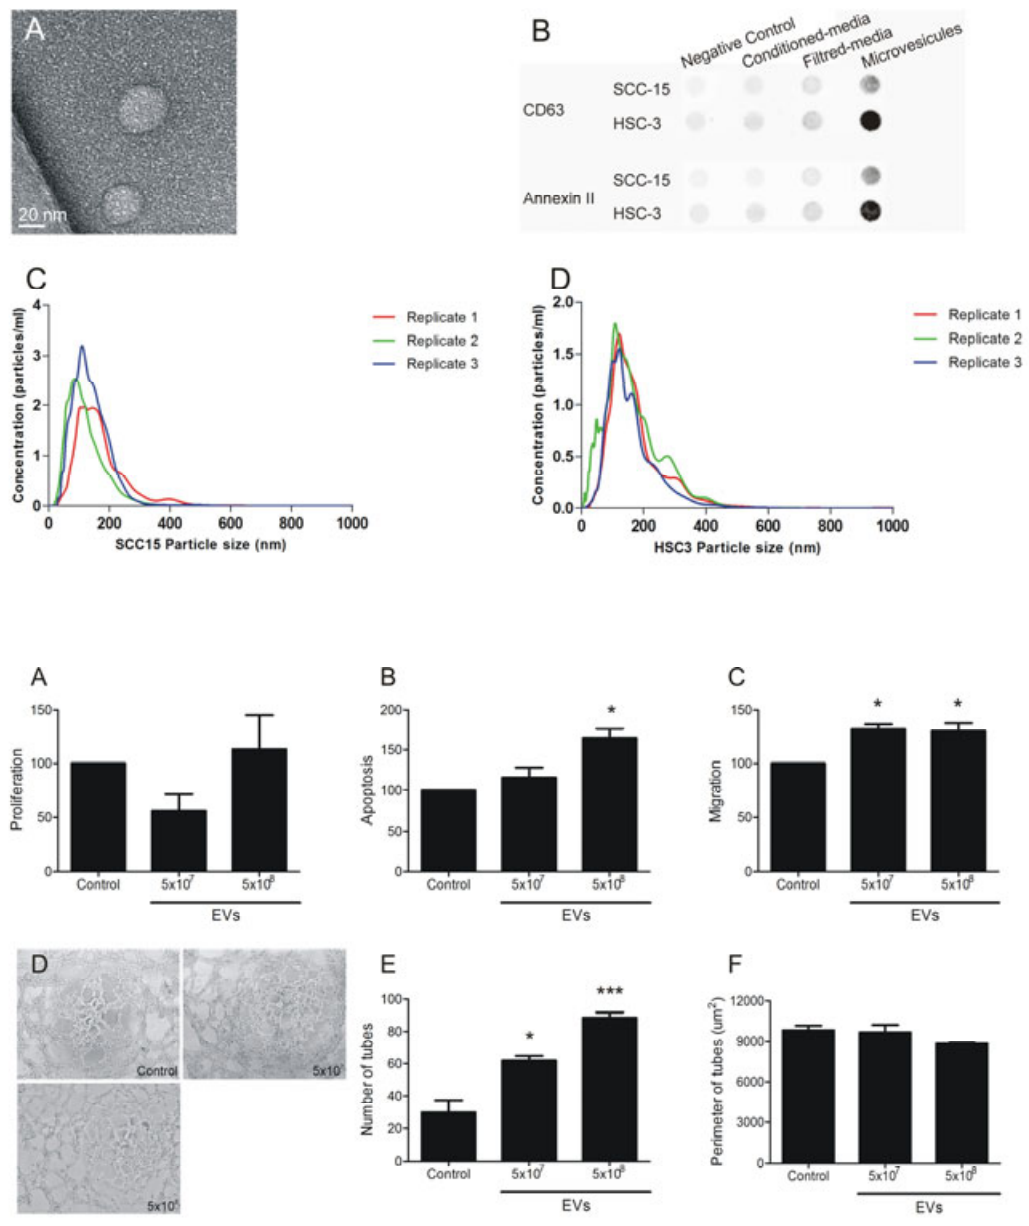 A
20 nm
B
Negative Control
Conditioned-media
Filtred-media
Microvesicules
CD63
SCC-15
HSC-3
Annexin II
SCC-15
HSC-3
C
Concentration (particles/ml)
4
3
2
1
0
0 200 400 600 800 1000
SCC15 Particle size (nm)
Replicate 1
Replicate 2
Replicate 3
D
Concentration (particles/ml)
2.0
1.5
1.0
0.5
0.0
0 200 400 600 800 1000
HSC3 Particle size (nm)
Replicate 1
Replicate 2
Replicate 3
A
Proliferation
150
100
50
0
Control 5x10⁷ 5x10⁸
EVs
B
Apoptosis
200
150
100
50
0
*
Control 5x10⁷ 5x10⁸
EVs
C
Migration
150
100
50
0
* *
Control 5x10⁷ 5x10⁸
EVs
D
Control
5x10
5x10
E
Number of tubes
100
80
60
40
20
0
*
***
Control 5x10⁷ 5x10⁸
EVs
F
Perimeter of tubes (um²)
12000
9000
6000
3000
0
Control 5x10⁷ 5x10⁸
EVs